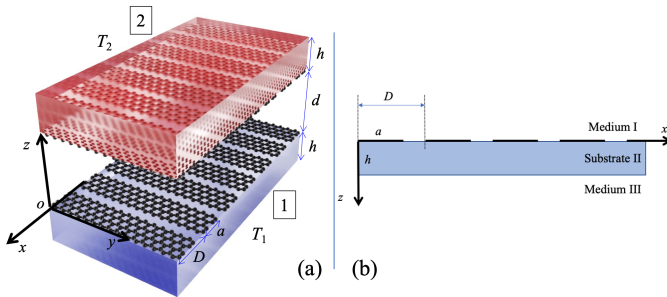 2
T2
h
d
h
z
o
x
y
1
a
D
T1
(a)
D
a
x
Medium I
h
Substrate II
Medium III
z
(b)